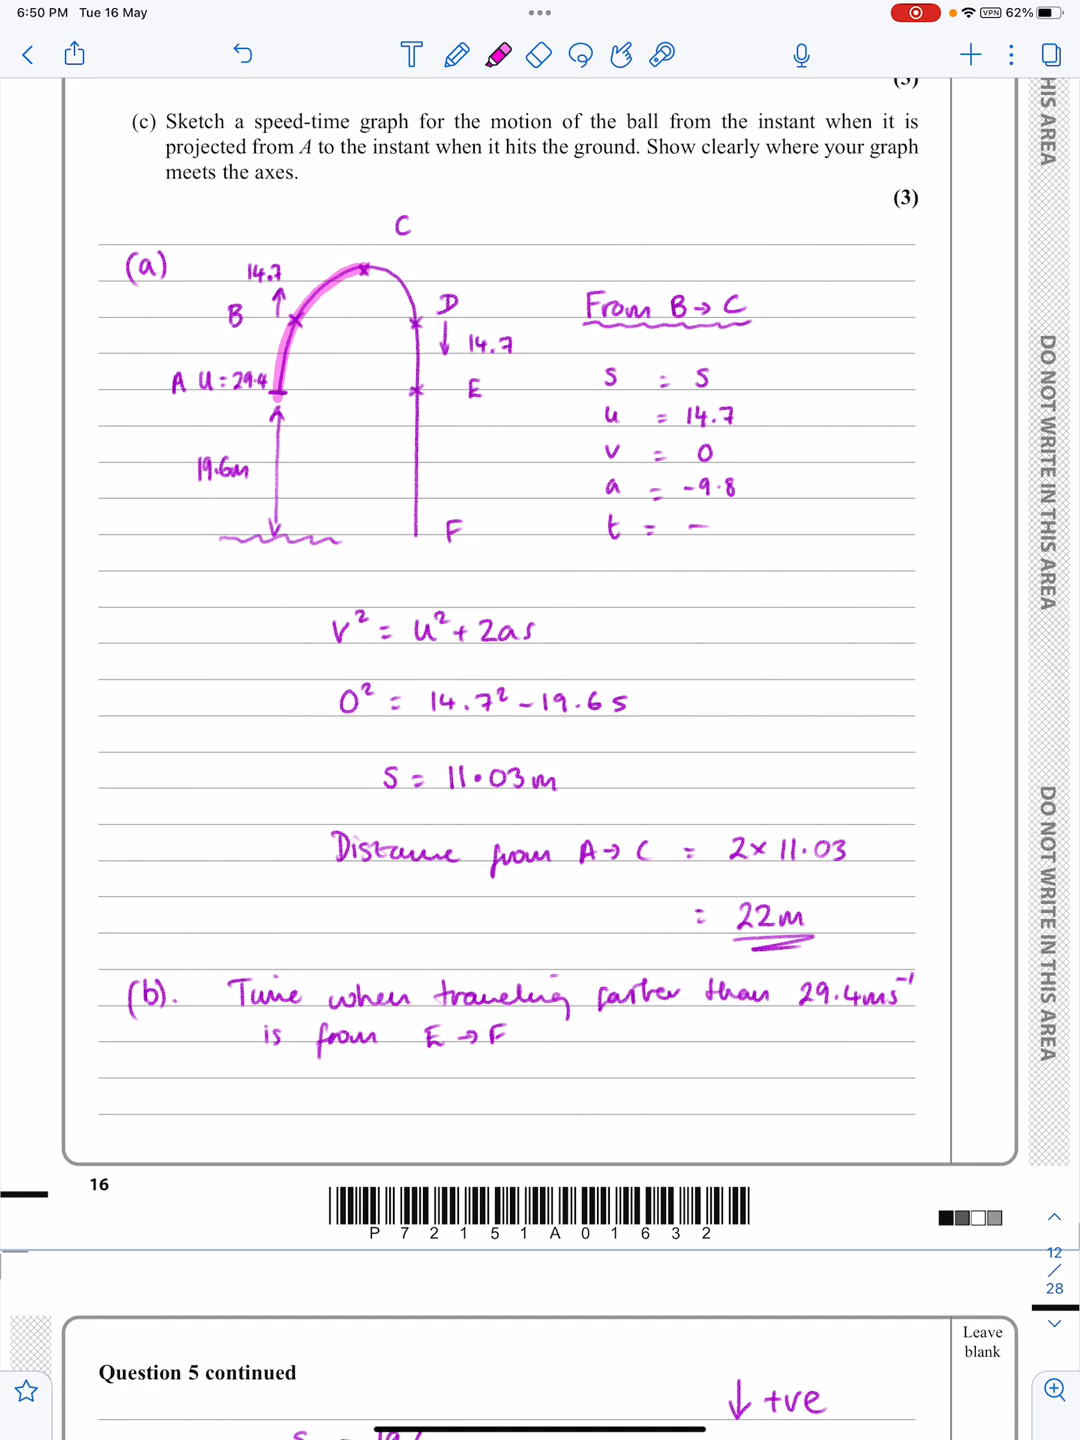 6:50 PM Tue 16 May
VPN 62%
(c) Sketch a speed-time graph for the motion of the ball from the instant when it is
projected from A to the instant when it hits the ground. Show clearly where your graph
meets the axes.
(3)
C
(a)
14.7
B
D
14.7
A u = 29.4
E
19.6m
F
From B → C
s = s
u = 14.7
v = 0
a = -9.8
t = -
v² = u² + 2as
0² = 14.7² - 19.6s
s = 11.03m
Distance from A → C = 2 × 11.03
= 22m
(b). Time when traveling faster than 29.4ms⁻¹
is from E → F
HIS AREA
DO NOT WRITE IN THIS AREA
DO NOT WRITE IN THIS AREA
16
P 7 2 1 5 1 A 0 1 6 3 2
12
/
28
Leave
blank
Question 5 continued
↓ +ve